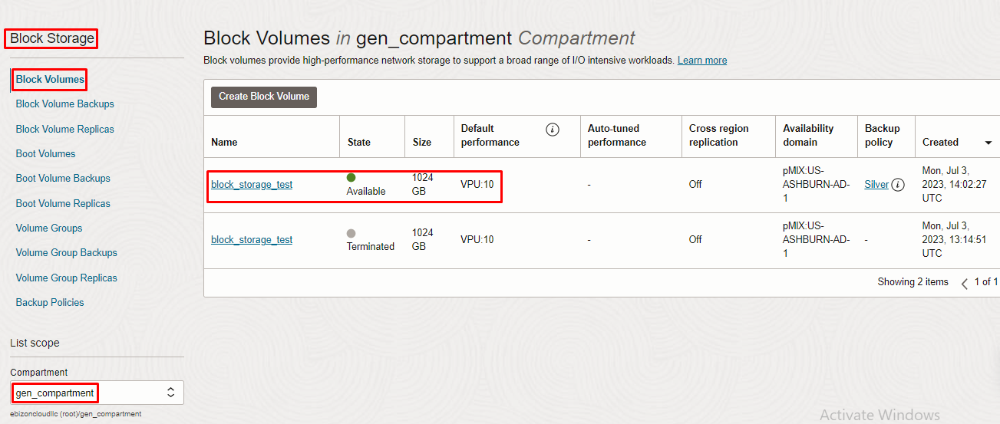 Block Storage
Block Volumes
Block Volume Backups
Block Volume Replicas
Boot Volumes
Boot Volume Backups
Boot Volume Replicas
Volume Groups
Volume Group Backups
Volume Group Replicas
Backup Policies
List scope
Compartment
gen_compartment
ebizoncloudllc (root)/gen_compartment
Block Volumes in gen_compartment Compartment
Block volumes provide high-performance network storage to support a broad range of I/O intensive workloads. Learn more
Create Block Volume
Name
State
Size
Default
performance
i
Auto-tuned
performance
Cross region
replication
Availability
domain
Backup
policy
Created
block_storage_test
Available
1024
GB
VPU:10
-
Off
pMIX:US-
ASHBURN-AD-
1
Silver i
Mon, Jul 3,
2023, 14:02:27
UTC
block_storage_test
Terminated
1024
GB
VPU:10
-
Off
pMIX:US-
ASHBURN-AD-
1
-
Mon, Jul 3,
2023, 13:14:51
UTC
Showing 2 items < 1 of 1
Activate Windows